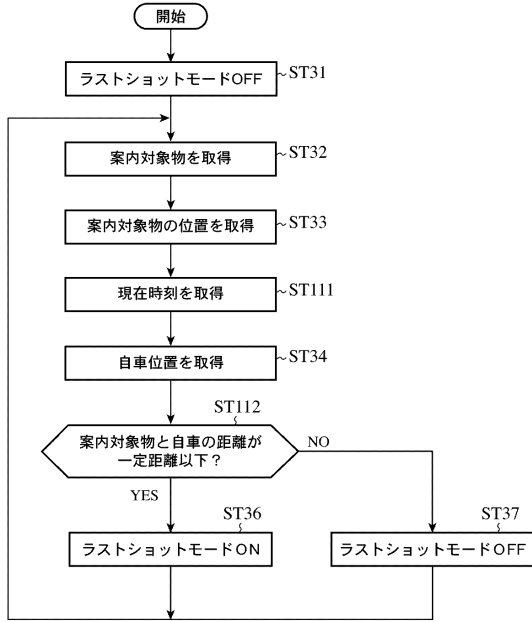 開始
ラストショットモードOFF
ST31
案内対象物を取得
ST32
案内対象物の位置を取得
ST33
現在時刻を取得
ST111
自車位置を取得
ST34
ST112
案内対象物と自車の距離が
一定距離以下？
NO
YES
ST36
ラストショットモードON
ST37
ラストショットモードOFF